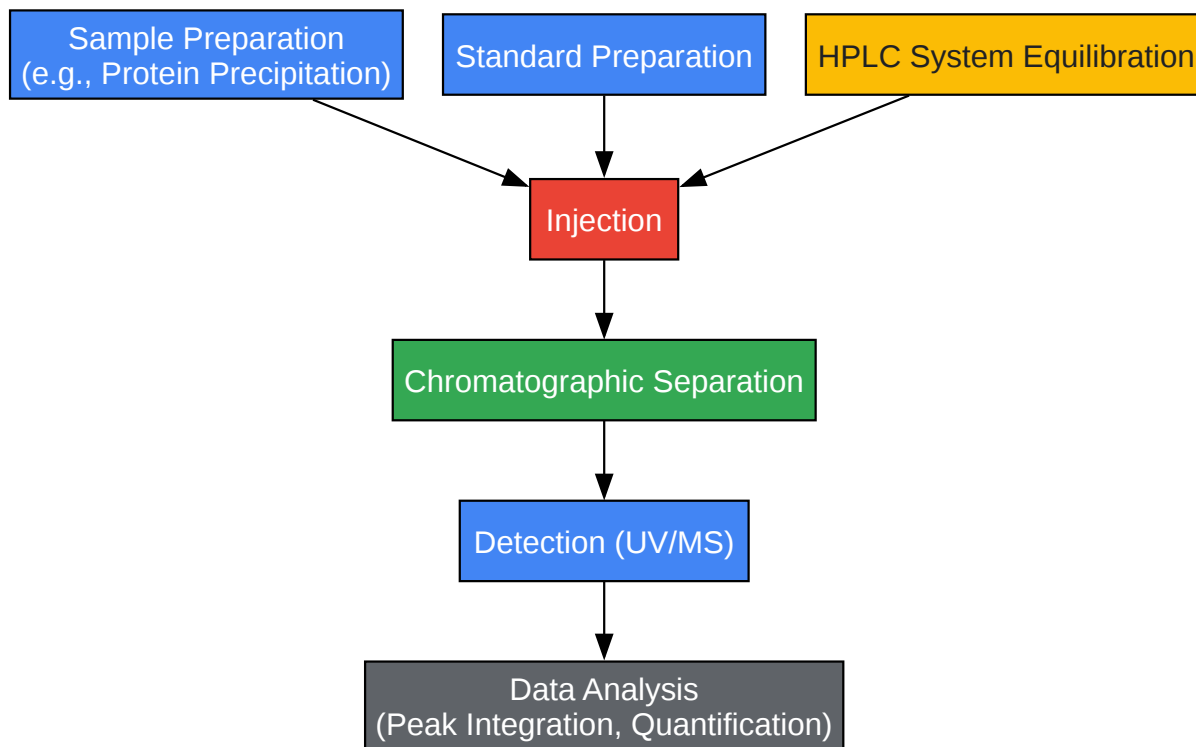 Sample Preparation
(e.g., Protein Precipitation)
Standard Preparation
HPLC System Equilibration
Injection
Chromatographic Separation
Detection (UV/MS)
Data Analysis
(Peak Integration, Quantification)